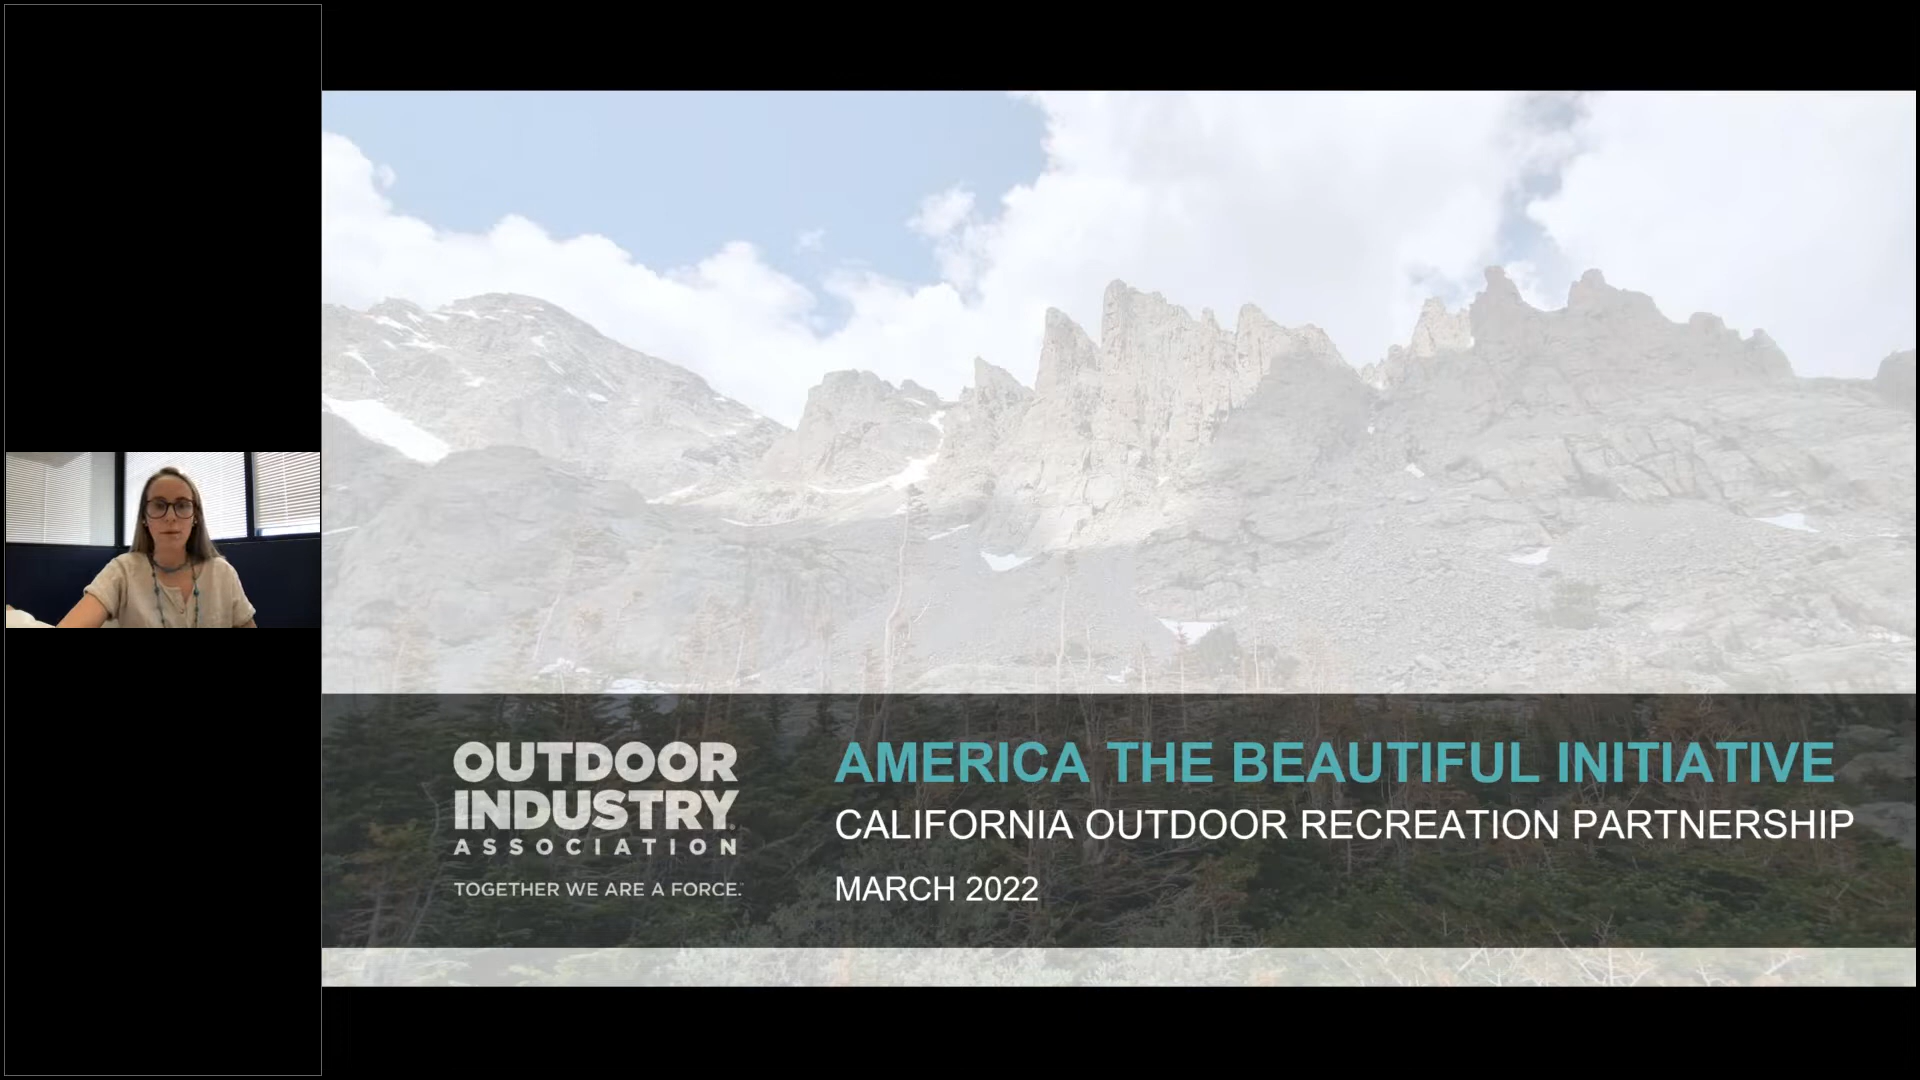 OUTDOOR
INDUSTRY
ASSOCIATION
TOGETHER WE ARE A FORCE.
AMERICA THE BEAUTIFUL INITIATIVE
CALIFORNIA OUTDOOR RECREATION PARTNERSHIP
MARCH 2022